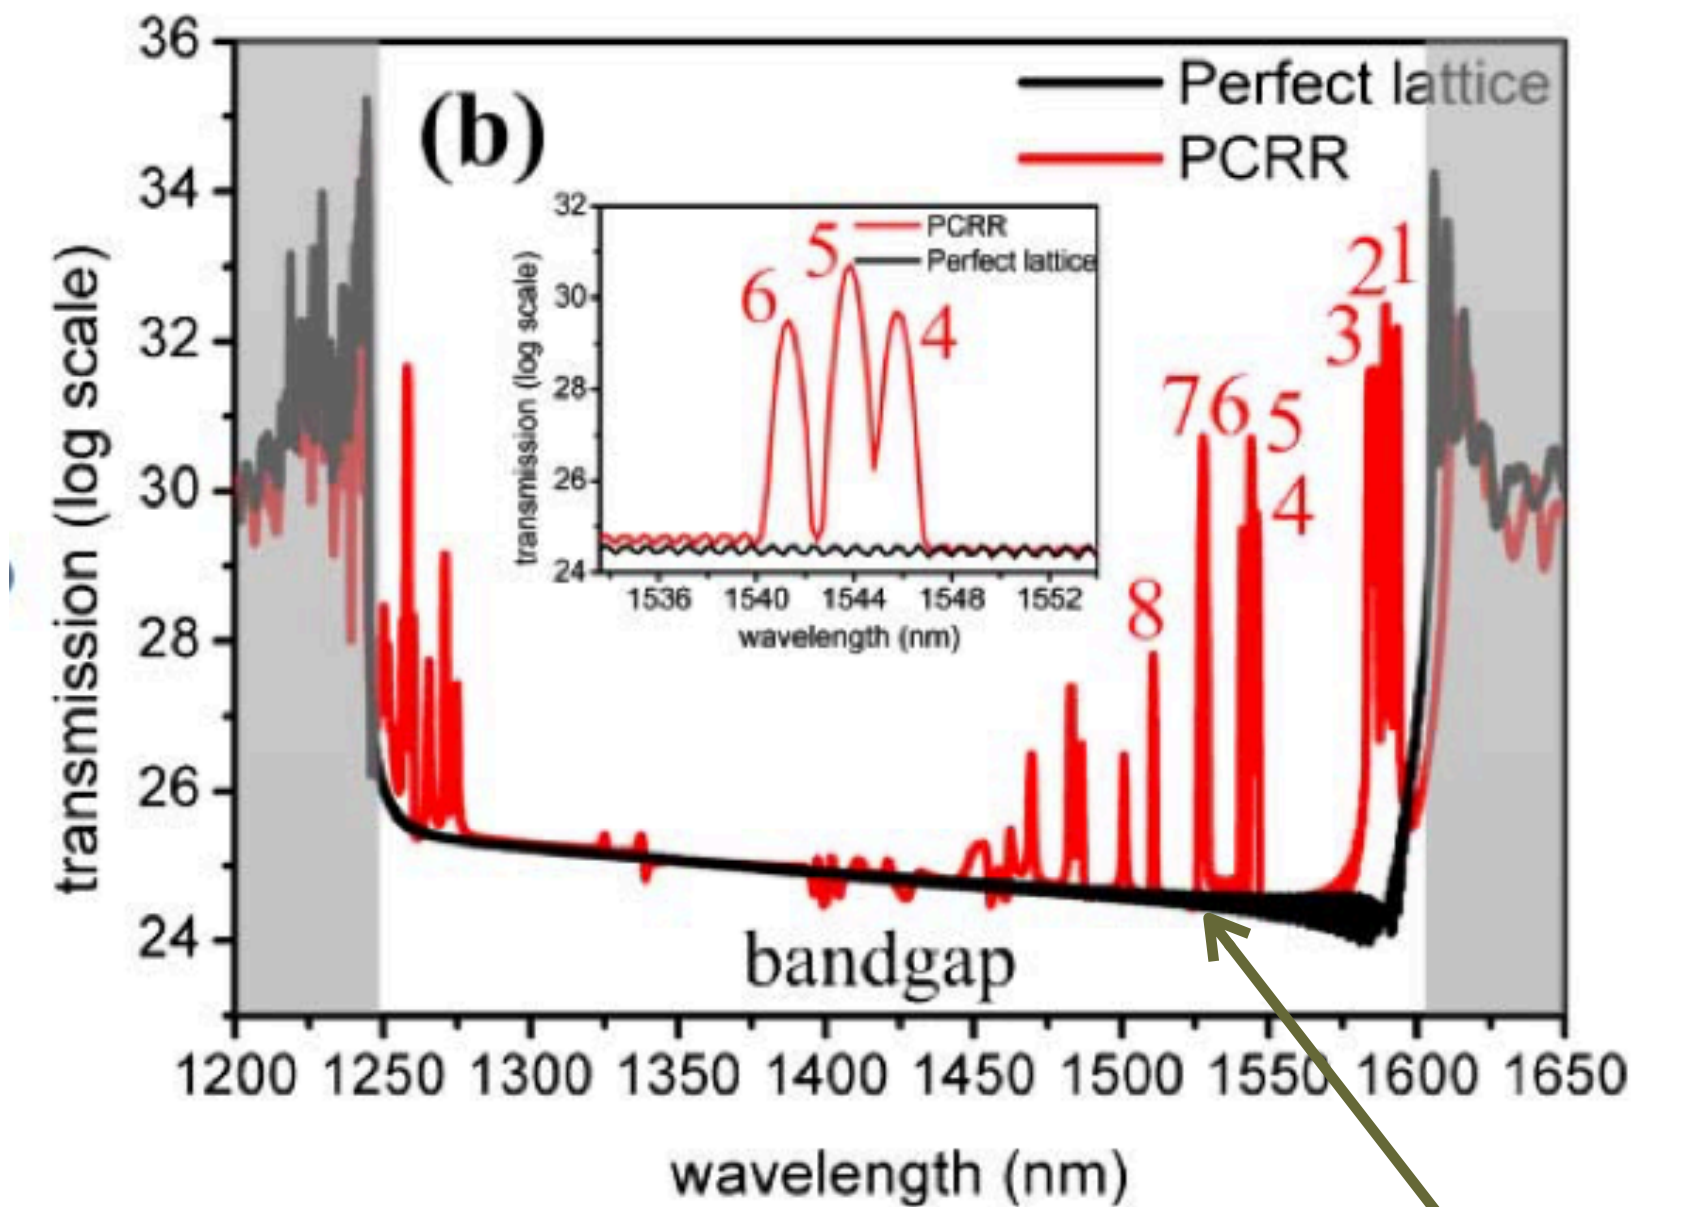 (b)
Perfect lattice
PCRR
transmission (log scale)
36
34
32
30
28
26
24
PCRR
Perfect lattice
transmission (log scale)
32
30
28
26
24
6
5
4
1536 1540 1544 1548 1552
wavelength (nm)
21
3
76
5
4
8
bandgap
1200 1250 1300 1350 1400 1450 1500 1550 1600 1650
wavelength (nm)